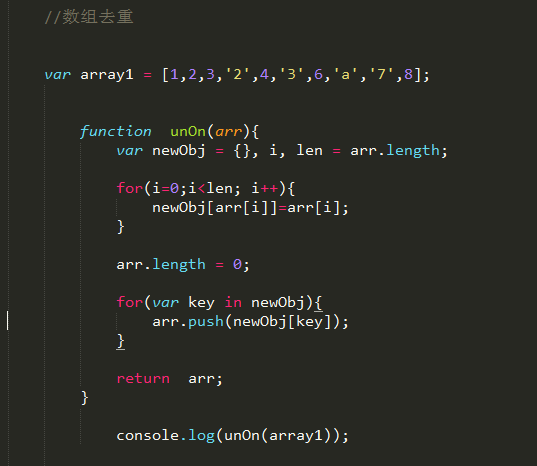 //数组去重
var array1 = [1,2,3,'2',4,'3',6,'a','7',8];
function  unOn(arr){
var newObj = {}, i, len = arr.length;
for(i=0;i<len; i++){
newObj[arr[i]]=arr[i];
}
arr.length = 0;
for(var key in newObj){
arr.push(newObj[key]);
}
return  arr;
}
console.log(unOn(array1));